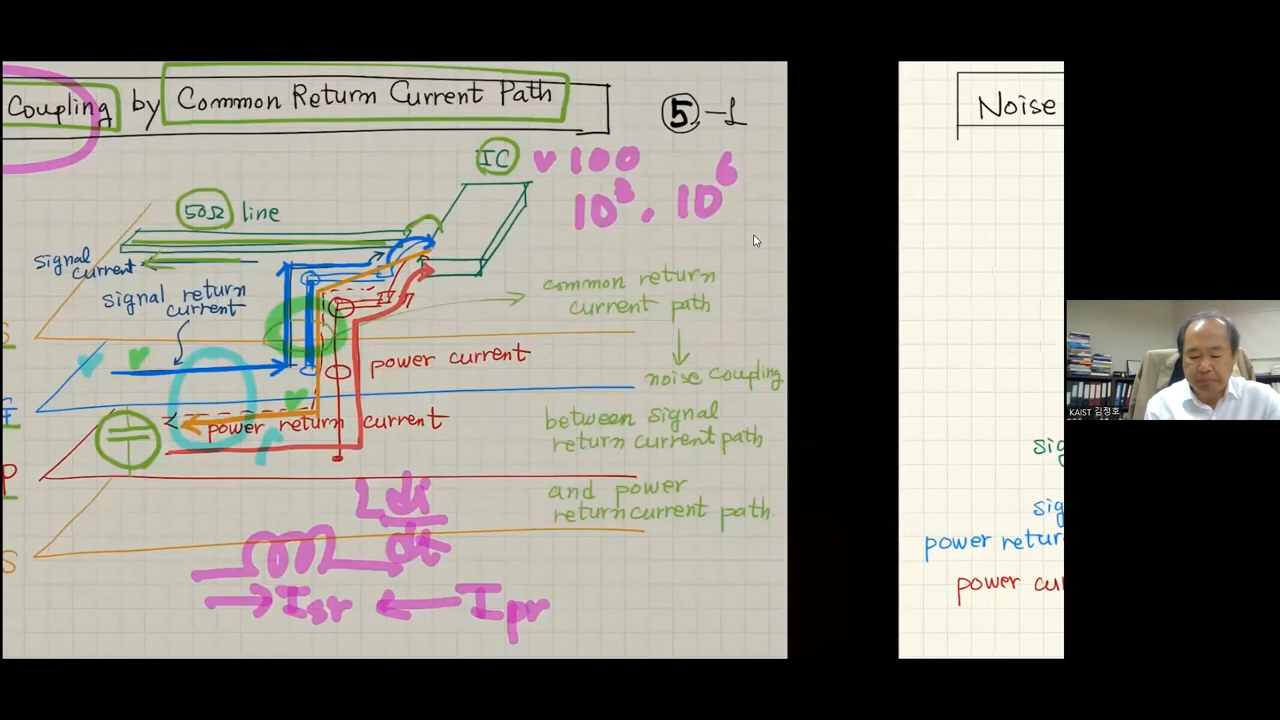 Coupling by Common Return Current Path
5 -1
IC
v 100
10³, 10⁶
50Ω line
signal current
signal return current
common return current path
power current
noise coupling
between signal return current path
power return current
and power return current path.
S
P
S
L di/dt
Isr
Ipr
Noise
sig
power retur
power cu
KAIST 김정호